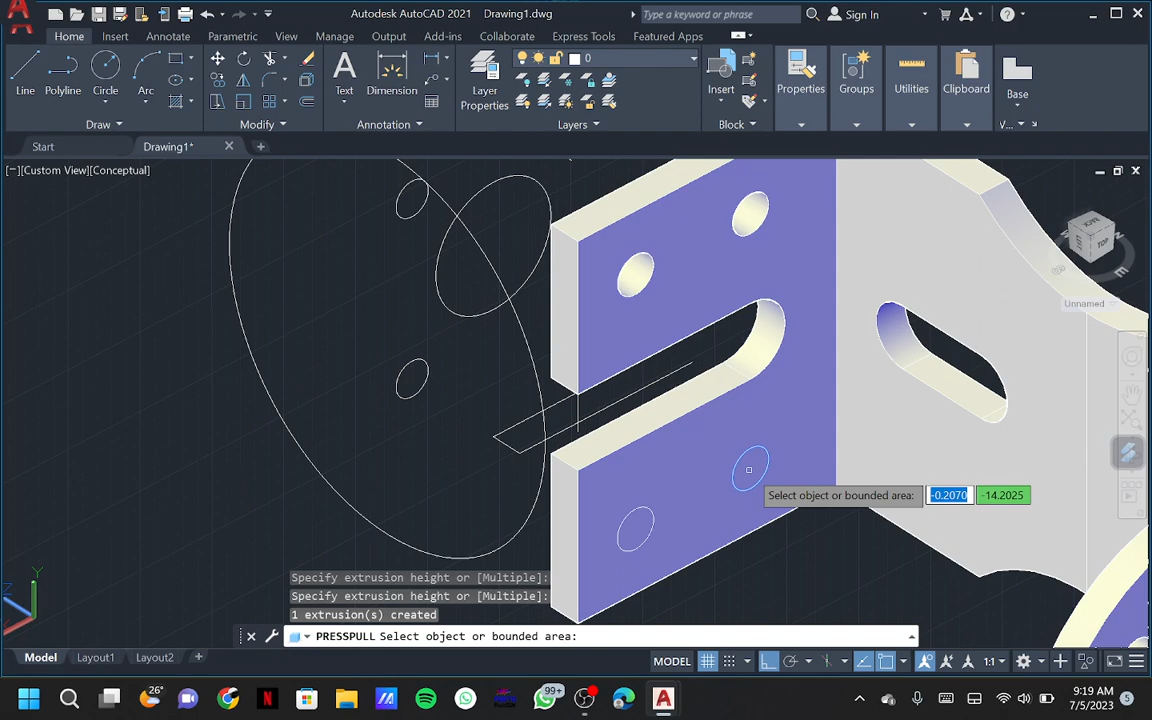 Autodesk AutoCAD 2021 Drawing1.dwg
Type a keyword or phrase
Sign In
Home Insert Annotate Parametric View Manage Output Add-ins Collaborate Express Tools Featured Apps
Line Polyline Circle Arc
Text Dimension
Layer Properties
0
Insert
Properties
Groups
Utilities
Clipboard
Base
Draw Modify Annotation Layers Block V...
Start Drawing1*
[−][Custom View][Conceptual]
TOP
E
Unnamed
Select object or bounded area: -0.2070 -14.2025
Specify extrusion height or [Multiple]:
Specify extrusion height or [Multiple]:
1 extrusion(s) created
PRESSPULL Select object or bounded area:
Y
Z
Model Layout1 Layout2
MODEL 1:1
26° 99+ 9:19 AM
7/5/2023